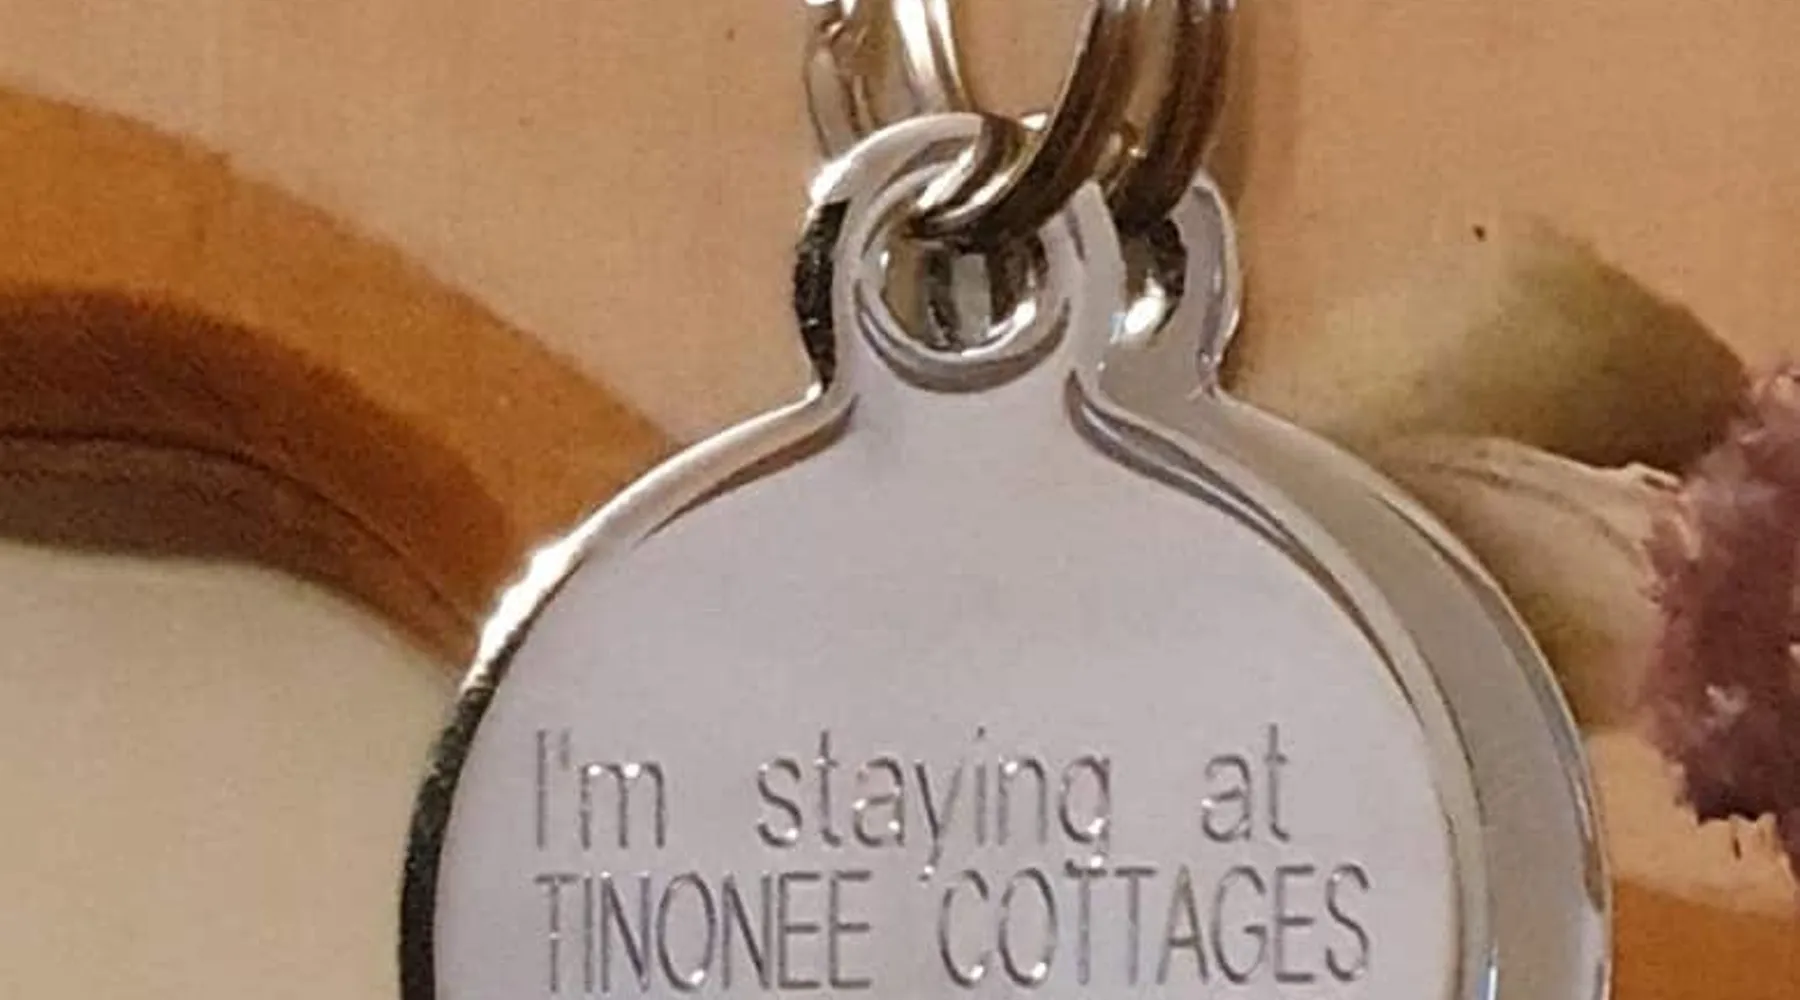 I'm staying at
TINONEE COTTAGES